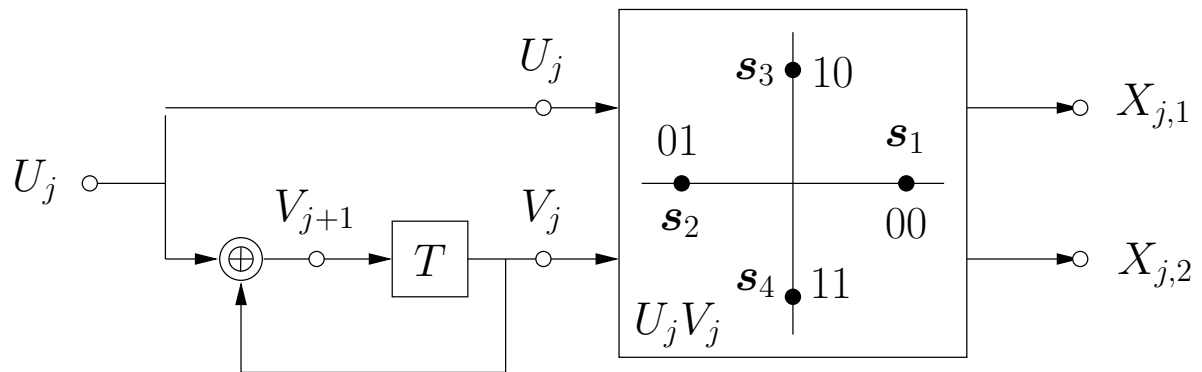 U_j
s_3 10
X_{j,1}
01
s_1
U_j
V_{j+1}
V_j
s_2
00
T
s_4 11
X_{j,2}
U_jV_j